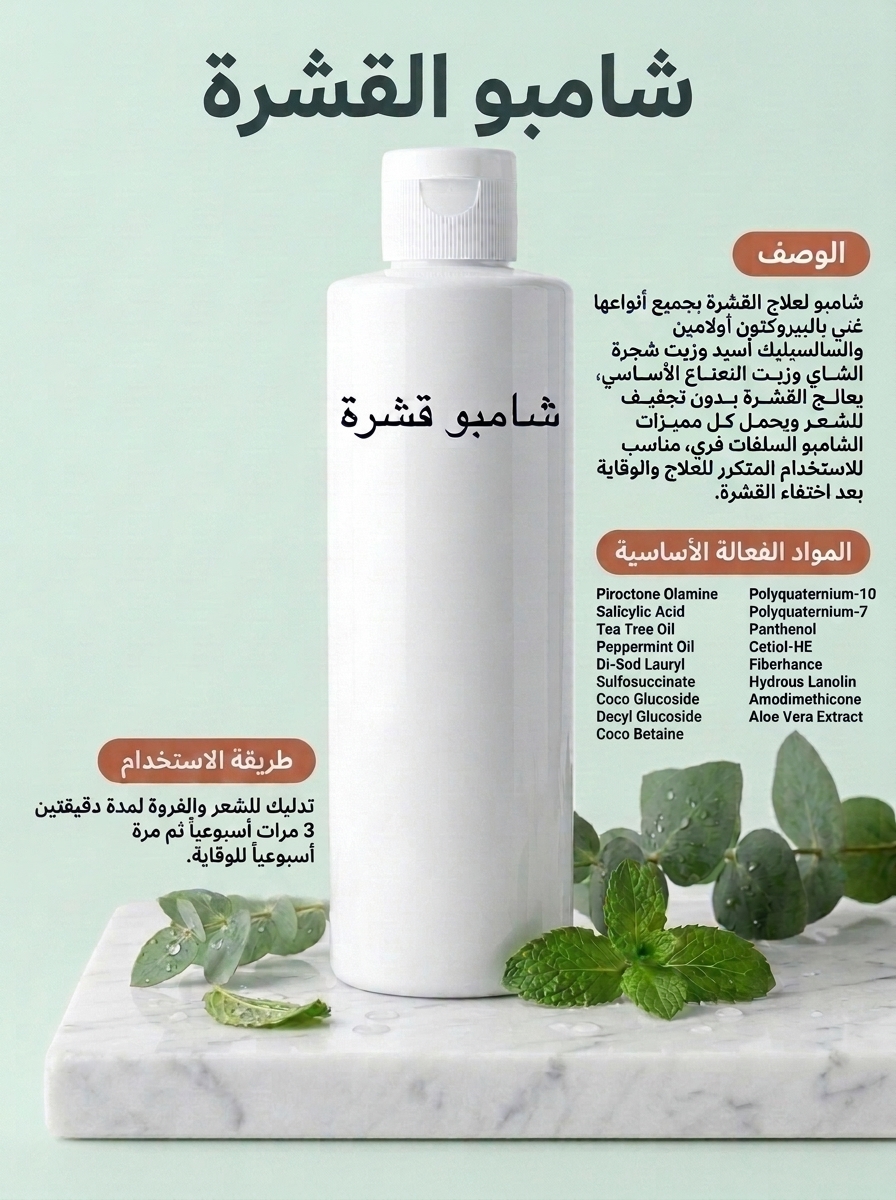 شامبو القشرة
شامبو قشرة
الوصف
شامبو لعلاج القشرة بجميع أنواعها
غني بالبيروكتون أولامين
والسالسيليك أسيد وزيت شجرة
الشاي وزيت النعناع الأساسي،
يعالج القشرة بدون تجفيف
للشعر ويحمل كل مميزات
الشامبو السلفات فري، مناسب
للاستخدام المتكرر للعلاج والوقاية
بعد اختفاء القشرة.
المواد الفعالة الأساسية
Piroctone Olamine
Salicylic Acid
Tea Tree Oil
Peppermint Oil
Di-Sod Lauryl
Sulfosuccinate
Coco Glucoside
Decyl Glucoside
Coco Betaine
Polyquaternium-10
Polyquaternium-7
Panthenol
Cetiol-HE
Fiberhance
Hydrous Lanolin
Amodimethicone
Aloe Vera Extract
طريقة الاستخدام
تدليك للشعر والفروة لمدة دقيقتين
3 مرات أسبوعياً ثم مرة
أسبوعياً للوقاية.